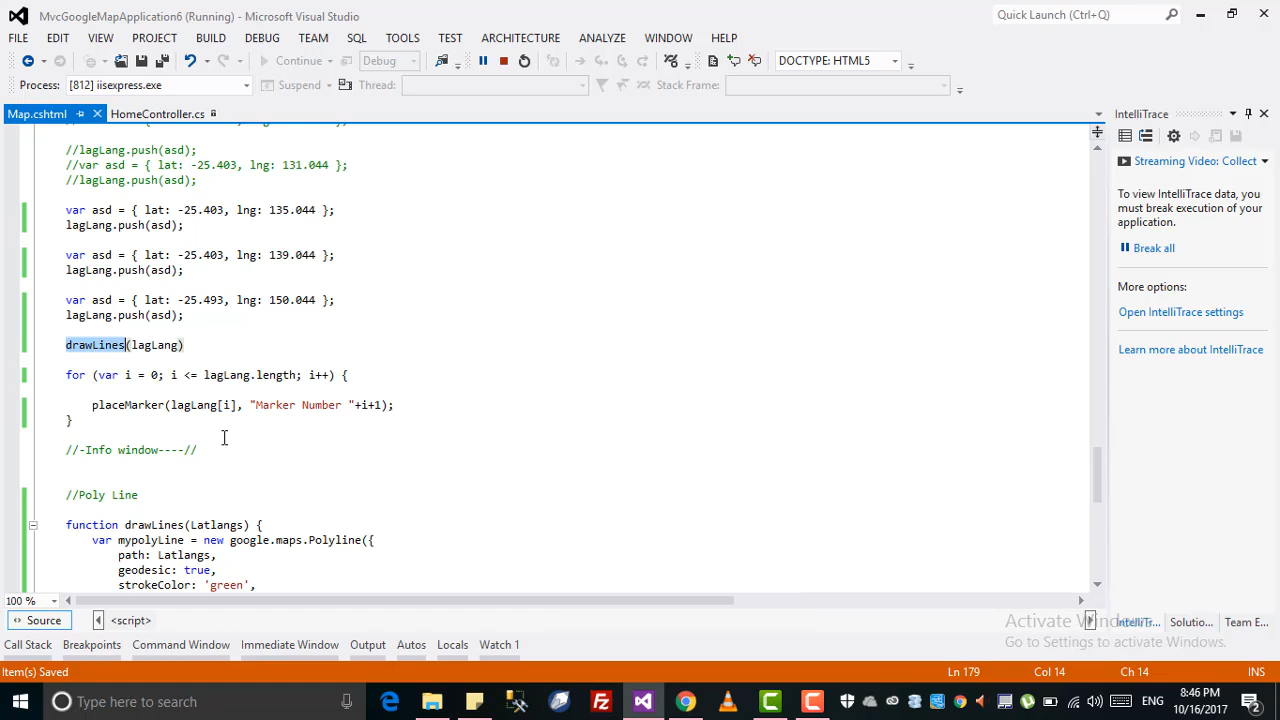 MvcGoogleMapApplication6 (Running) - Microsoft Visual Studio
Quick Launch (Ctrl+Q)
FILE EDIT VIEW PROJECT BUILD DEBUG TEAM SQL TOOLS TEST ARCHITECTURE ANALYZE WINDOW HELP
Continue Debug DOCTYPE: HTML5
Process: [812] iisexpress.exe Suspend Thread: Stack Frame:
Map.cshtml HomeController.cs
IntelliTrace
//lagLang.push(asd);
//var asd = { lat: -25.403, lng: 131.044 };
//lagLang.push(asd);
var asd = { lat: -25.403, lng: 135.044 };
lagLang.push(asd);
var asd = { lat: -25.403, lng: 139.044 };
lagLang.push(asd);
var asd = { lat: -25.493, lng: 150.044 };
lagLang.push(asd);
drawLines(lagLang)
for (var i = 0; i <= lagLang.length; i++) {
placeMarker(lagLang[i], "Marker Number "+i+1);
}
//-Info window----//
//Poly Line
function drawLines(Latlangs) {
var mypolyLine = new google.maps.Polyline({
path: Latlangs,
geodesic: true,
strokeColor: 'green',
Streaming Video: Collect
To view IntelliTrace data, you
must break execution of your
application.
Break all
More options:
Open IntelliTrace settings
Learn more about IntelliTrace
100 %
Source <script>
Activate Windows
Go to Settings to activate Windows.
IntelliTr... Solutio... Team E...
Call Stack Breakpoints Command Window Immediate Window Output Autos Locals Watch 1
Item(s) Saved Ln 179 Col 14 Ch 14 INS
Type here to search
ENG
8:46 PM
10/16/2017
2